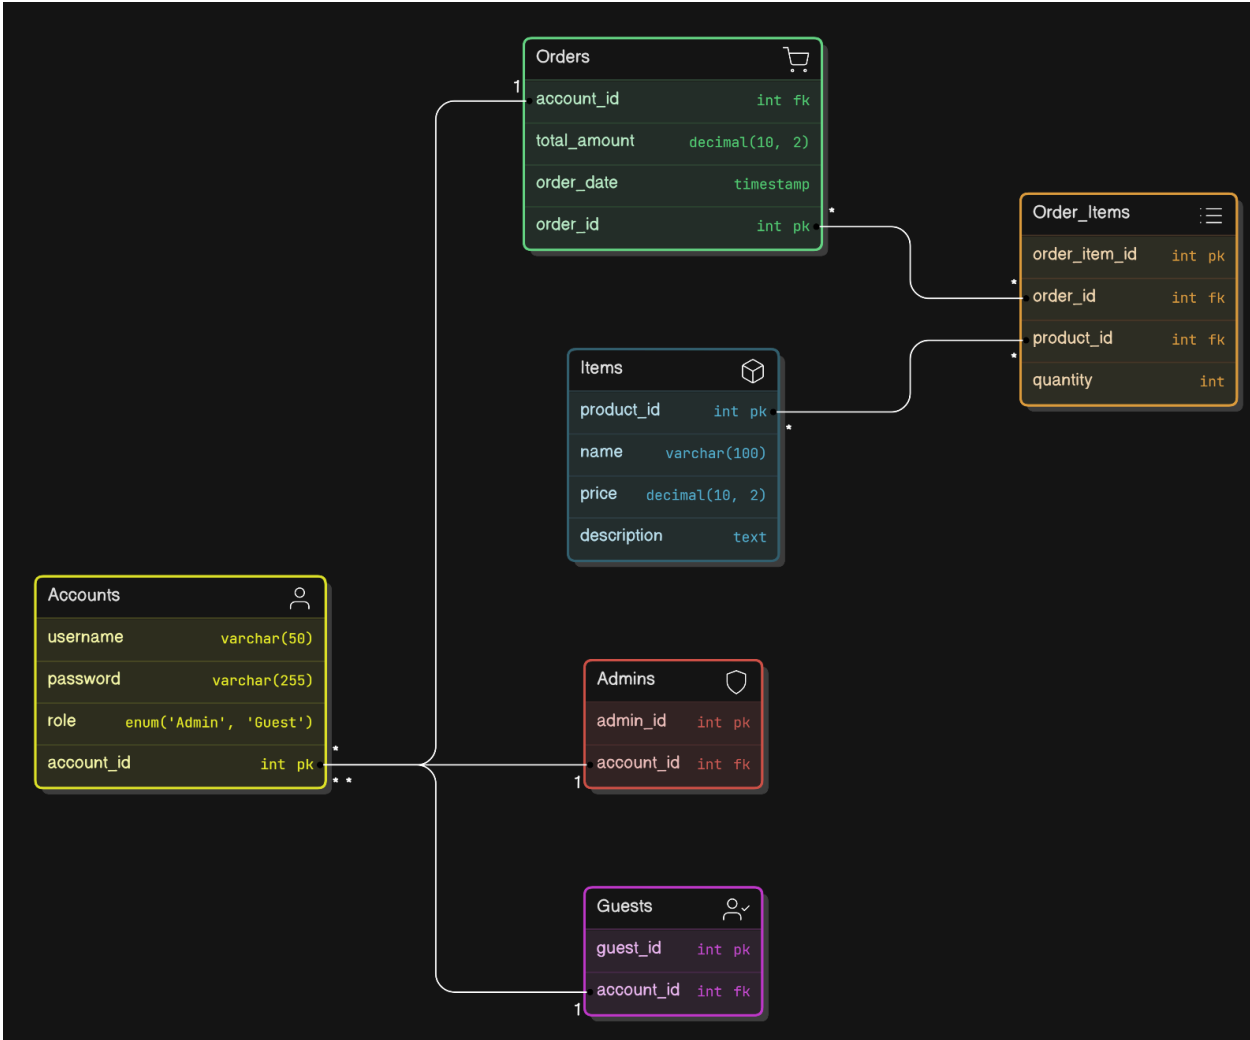 Orders
1
account_id int fk
total_amount decimal(10, 2)
order_date timestamp
order_id int pk
*
Order_Items
order_item_id int pk
*
order_id int fk
product_id int fk
*
quantity int
Items
product_id int pk
*
name varchar(100)
price decimal(10, 2)
description text
Accounts
username varchar(50)
password varchar(255)
role enum('Admin', 'Guest')
account_id int pk
*
* *
Admins
admin_id int pk
account_id int fk
1
Guests
guest_id int pk
account_id int fk
1